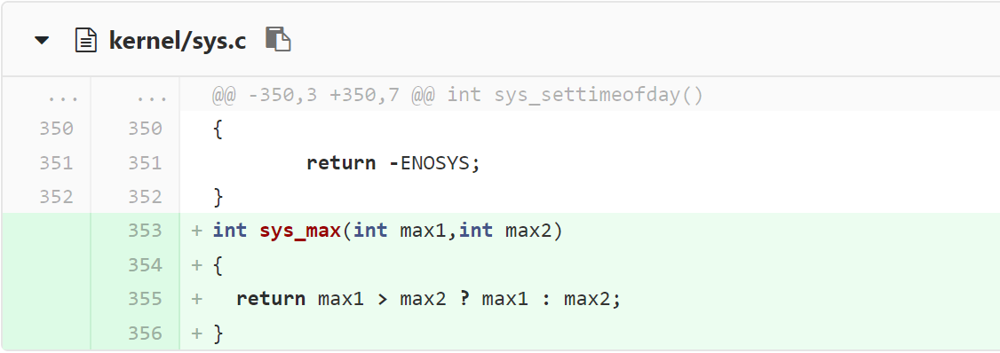 kernel/sys.c
... ... @@ -350,3 +350,7 @@ int sys_settimeofday()
350 350 {
351 351 return -ENOSYS;
352 352 }
353 + int sys_max(int max1,int max2)
354 + {
355 + return max1 > max2 ? max1 : max2;
356 + }